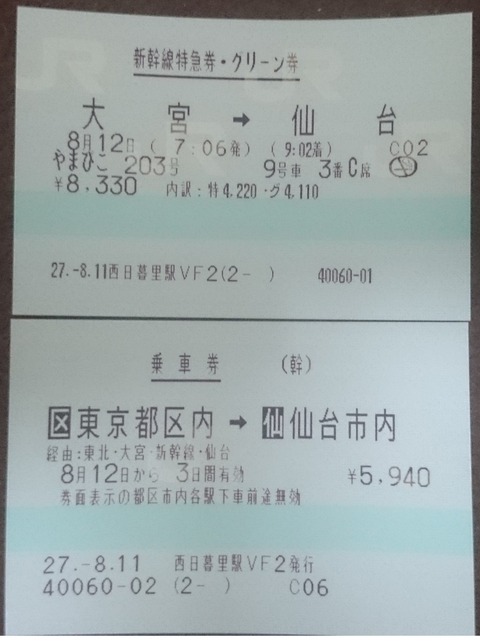 新幹線特急券・グリーン券
大宮 → 仙台
8月12日 ( 7:06発) (9:02着) C02
やまびこ 203号 9号車 3番C席
¥8,330 内訳:特4,220・グ4,110
27.-8.11西日暮里駅VF2(2- ) 40060-01
乗車券 (幹)
区東京都区内 → 仙仙台市内
経由:東北・大宮・新幹線・仙台
8月12日から 3日間有効 ¥5,940
券面表示の都区市内各駅下車前途無効
27.-8.11 西日暮里駅VF2発行
40060-02 (2- ) C06